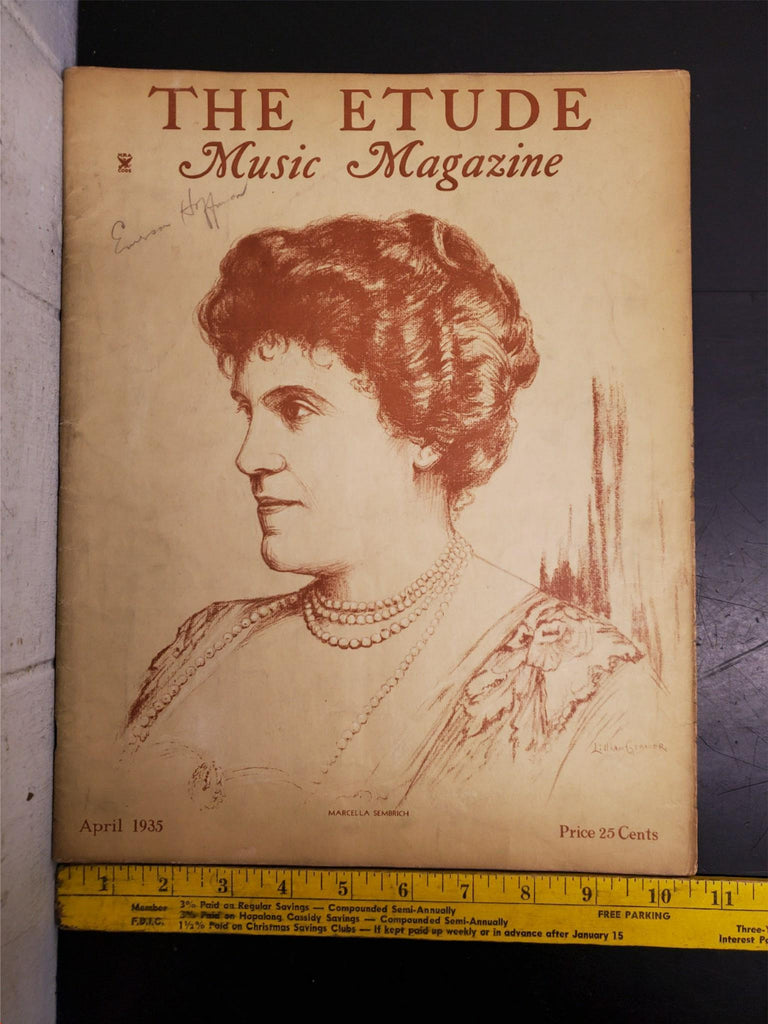 THE ETUDE
Music Magazine
NRA
CODE
Emerson Hoffman
MARCELLA SEMBRICH
April 1935
Price 25 Cents
1 2 3 4 5 6 7 8 9 10 11
Member
F.D.I.C.
3% Paid on Regular Savings — Compounded Semi-Annually
3% Paid on Hopalong Cassidy Savings — Compounded Semi-Annually
1½% Paid on Christmas Savings Clubs — If kept paid up weekly or in advance after January 15
FREE PARKING
Interest